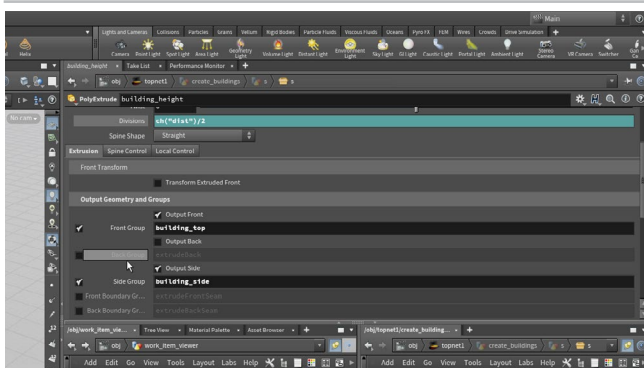 Main
Lights and Cameras Collisions Particles Grains Vellum Rigid Bodies Particle Fluids Viscous Fluids Oceans Pyro FX FEM Wires Crowds Drive Simulation +
Helix Camera Point Light Spot Light Area Light Geometry Light Volume Light Distant Light Environment Light Sky Light GI Light Caustic Light Portal Light Ambient Light Stereo Camera VR Camera Switcher
building_height × Take List × Performance Monitor × +
obj topnet1 create_buildings s s
PolyExtrude building_height
No cam
Divisions ch("dist")/2
Spine Shape Straight
Extrusion Spine Control Local Control
Front Transform
Transform Extruded Front
Output Geometry and Groups
Output Front
Front Group building_top
Output Back
Back Group extrudeBack
Output Side
Side Group building_side
Front Boundary Gr... extrudeFrontSeam
Back Boundary Gr... extrudeBackSeam
/obj/work_item_vie... × Tree View × Material Palette × Asset Browser × + /obj/topnet1/create_building... × +
obj work_item_viewer obj topnet1 create_buildings s s
Add Edit Go View Tools Layout Labs Help Add Edit Go View Tools Layout Labs Help